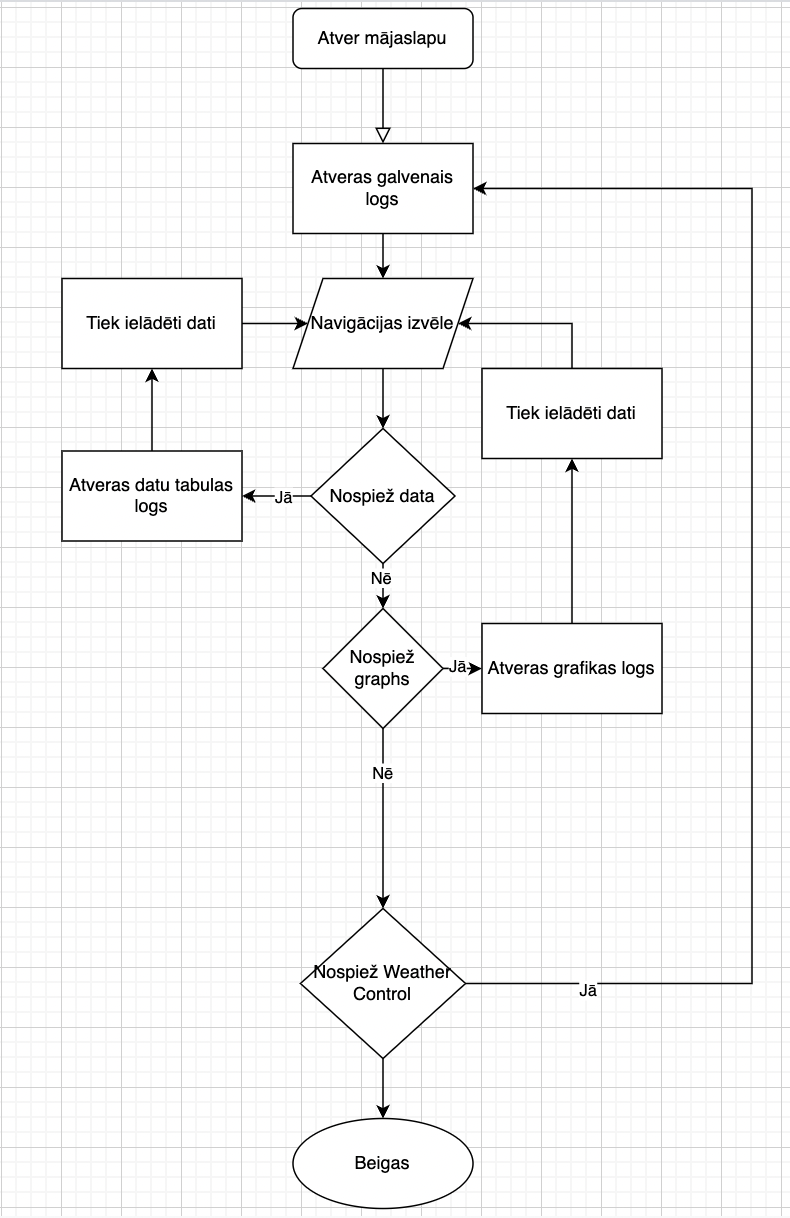 Atver mājaslapu
Atveras galvenais
logs
Tiek ielādēti dati
Navigācijas izvēle
Tiek ielādēti dati
Atveras datu tabulas
logs
Jā
Nospiež data
Nē
Nospiež
graphs
Jā
Atveras grafikas logs
Nē
Nospiež Weather
Control
Jā
Beigas